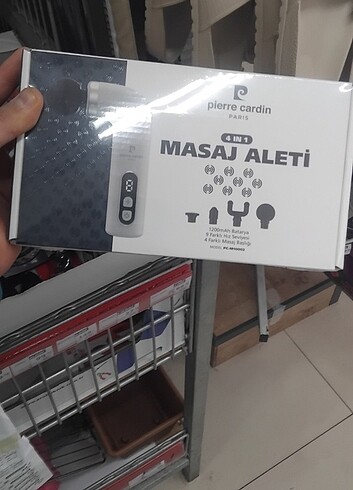 pierre cardin
PARIS
4 IN 1
MASAJ ALETİ
1200mAh Batarya
9 Farklı Hız Seviyesi
4 Farklı Masaj Başlığı